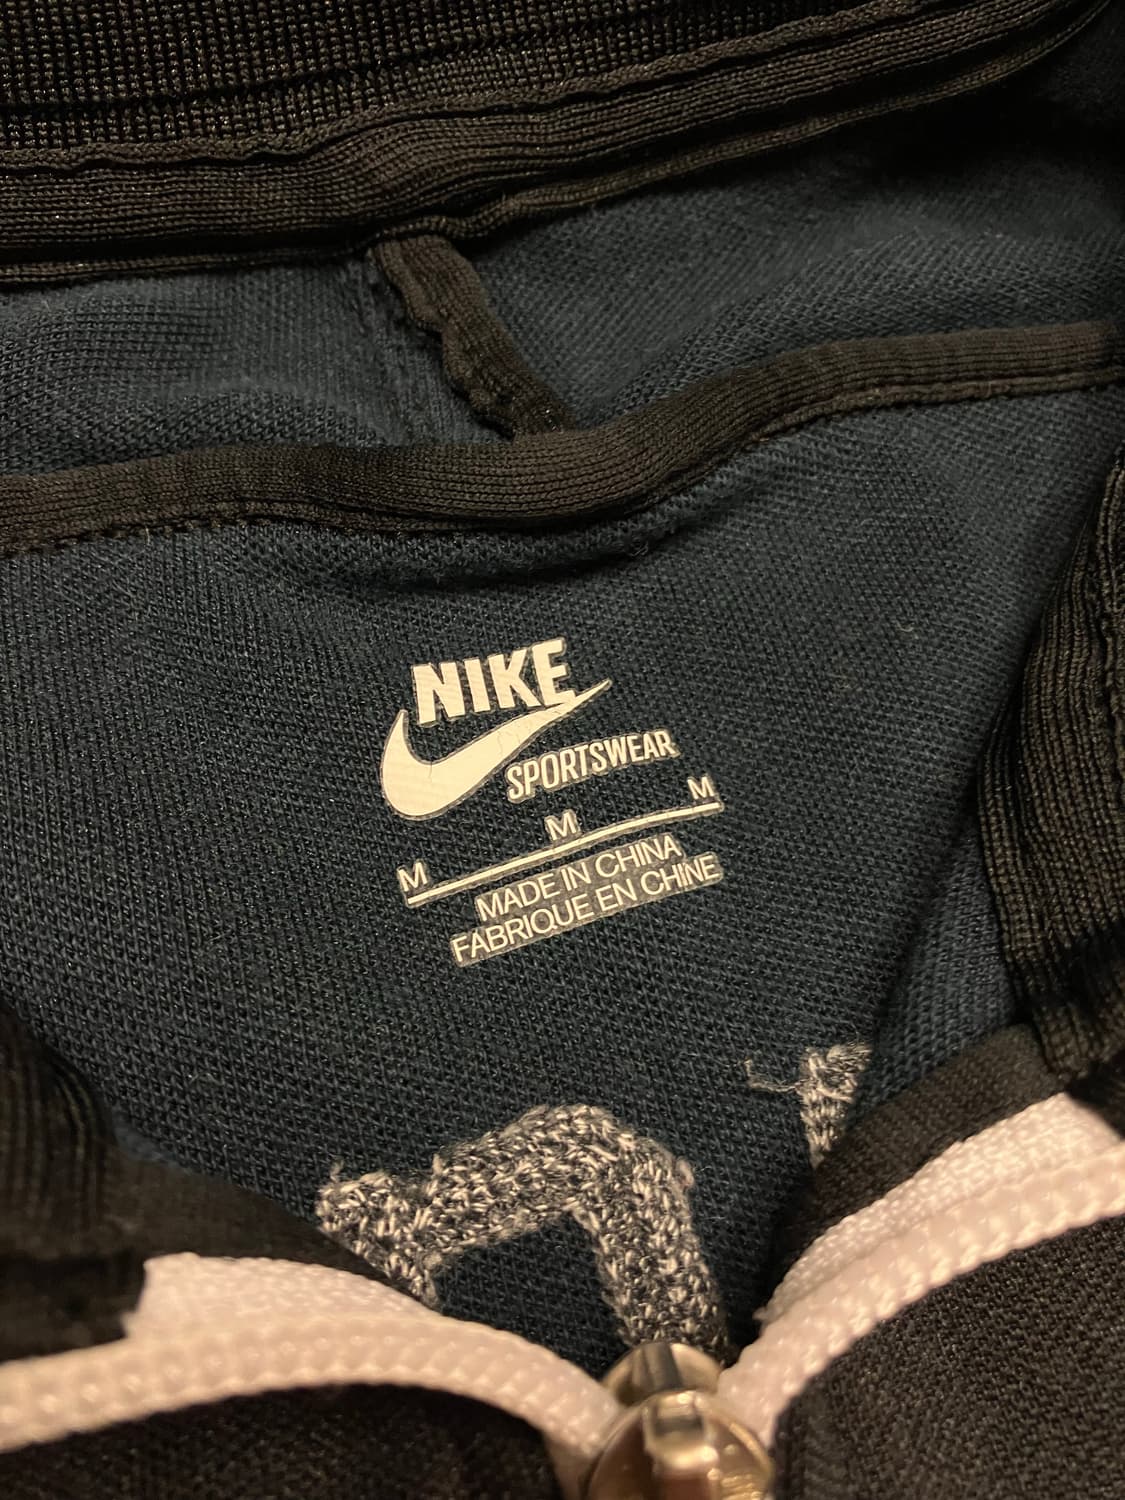 NIKE
SPORTSWEAR
M M M
MADE IN CHINA
FABRIQUE EN CHINE